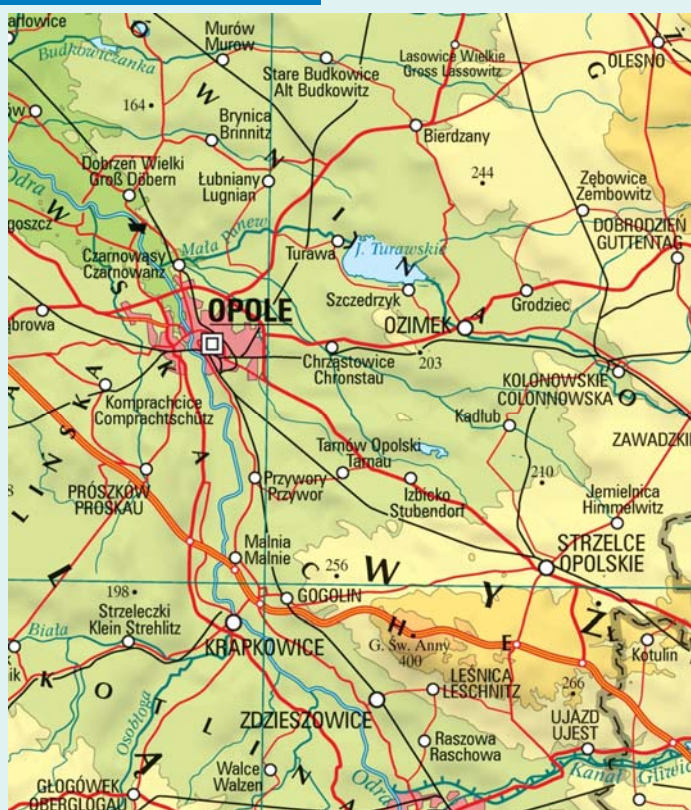 Murów
Murow
OLESNO
Budkowiczanka
Stare Budkowice
Alt Budkowitz
Lasowice Wielkie
Gross Lassowitz
164
Brynica
Brinnitz
Bierdzany
Dobrzeń Wielki
Groß Döbern
Odra
Łubniany
Lugnian
244
Zębowice
Zembowitz
DOBRODZIEŃ
GUTTENTAG
Mała Panew
Turawa
J. Turawskie
Czarnowąsy
Czarnowanz
Szczedrzyk
Grodziec
OPOLE
OZIMEK
Chrząstowice
Chronstau
203
KOLONOWSKIE
COLONNOWSKA
Komprachcice
Comprachtschütz
Kadłub
Tarnów Opolski
Tarnau
210
PRÓSZKÓW
PROSKAU
Przywory
Przywor
Izbicko
Stubendorf
Jemielnica
Himmelwitz
Malnia
Malnie
256
STRZELCE
OPOLSKIE
198
GOGOLIN
Strzeleczki
Klein Strehlitz
Biała
KRAPKOWICE
G. Św. Anny
400
Kotulin
LEŚNICA
LESCHNITZ
266
Osobłoga
ZDZIESZOWICE
UJAZD
UJEST
Raszowa
Raschowa
Walce
Walzen
Odra
Kanał Gliwic
GŁOGÓWEK
OBERGLOGAU